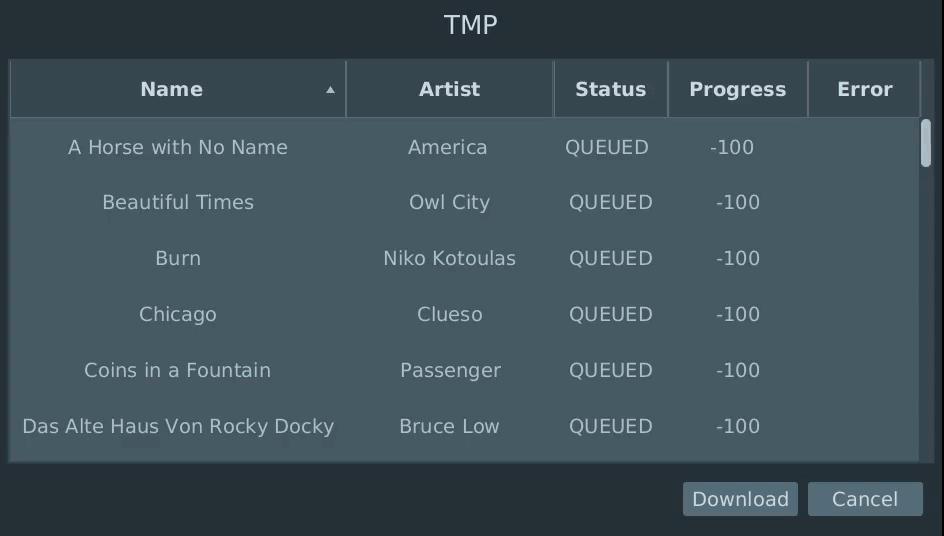 TMP
Name Artist Status Progress Error
A Horse with No Name America QUEUED -100
Beautiful Times Owl City QUEUED -100
Burn Niko Kotoulas QUEUED -100
Chicago Clueso QUEUED -100
Coins in a Fountain Passenger QUEUED -100
Das Alte Haus Von Rocky Docky Bruce Low QUEUED -100
Download Cancel